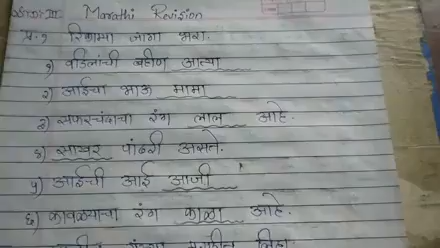 Marathi Revision
प्र.१ रिकाम्या जागा भरा.
१) वडिलांची बहीण आत्या
२) आईचा भाऊ मामा
३) सफरचंदाचा रंग लाल आहे.
४) साखर पांढरी असते.
५) आईची आई आजी
६) कावळ्याचा रंग काळा आहे.
लिहा.